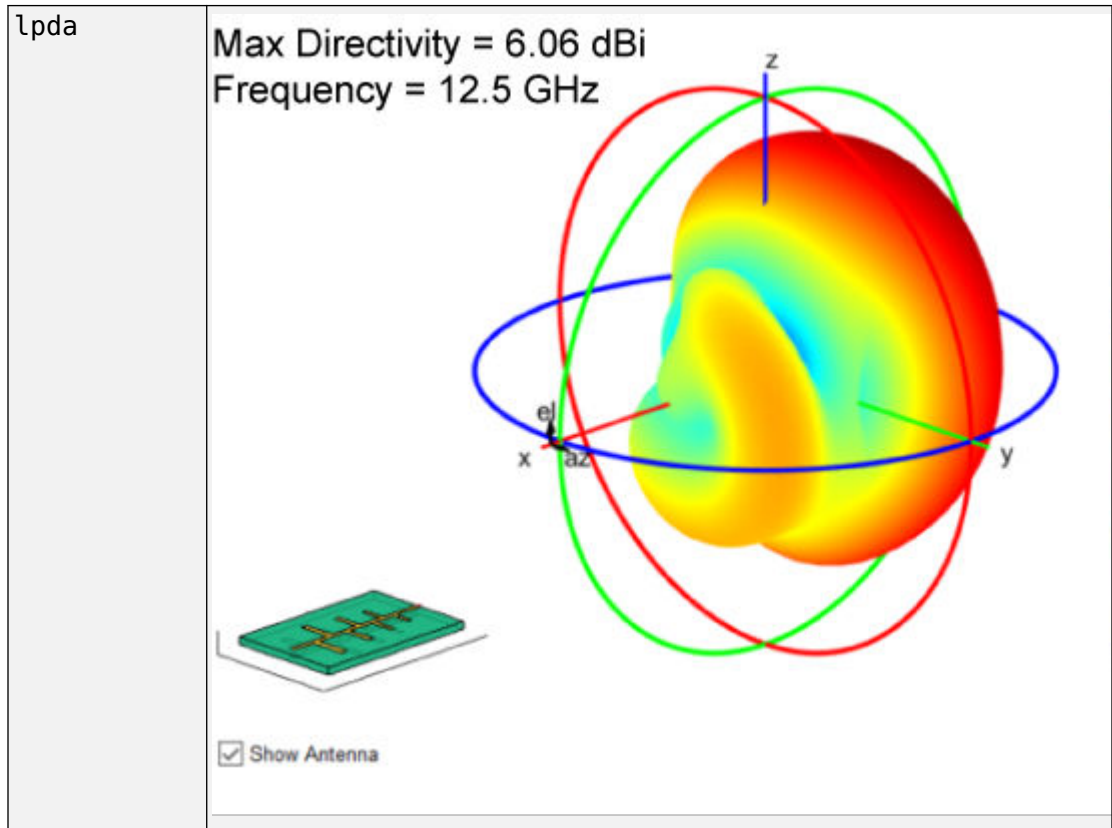 lpda
Max Directivity = 6.06 dBi
Frequency = 12.5 GHz
z
el
x
az
y
Show Antenna